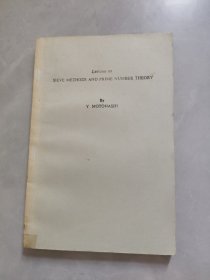 Lectures on
SIEVE METHODS AND PRIME NUMBER THEORY
By
Y. MOTOHASHI